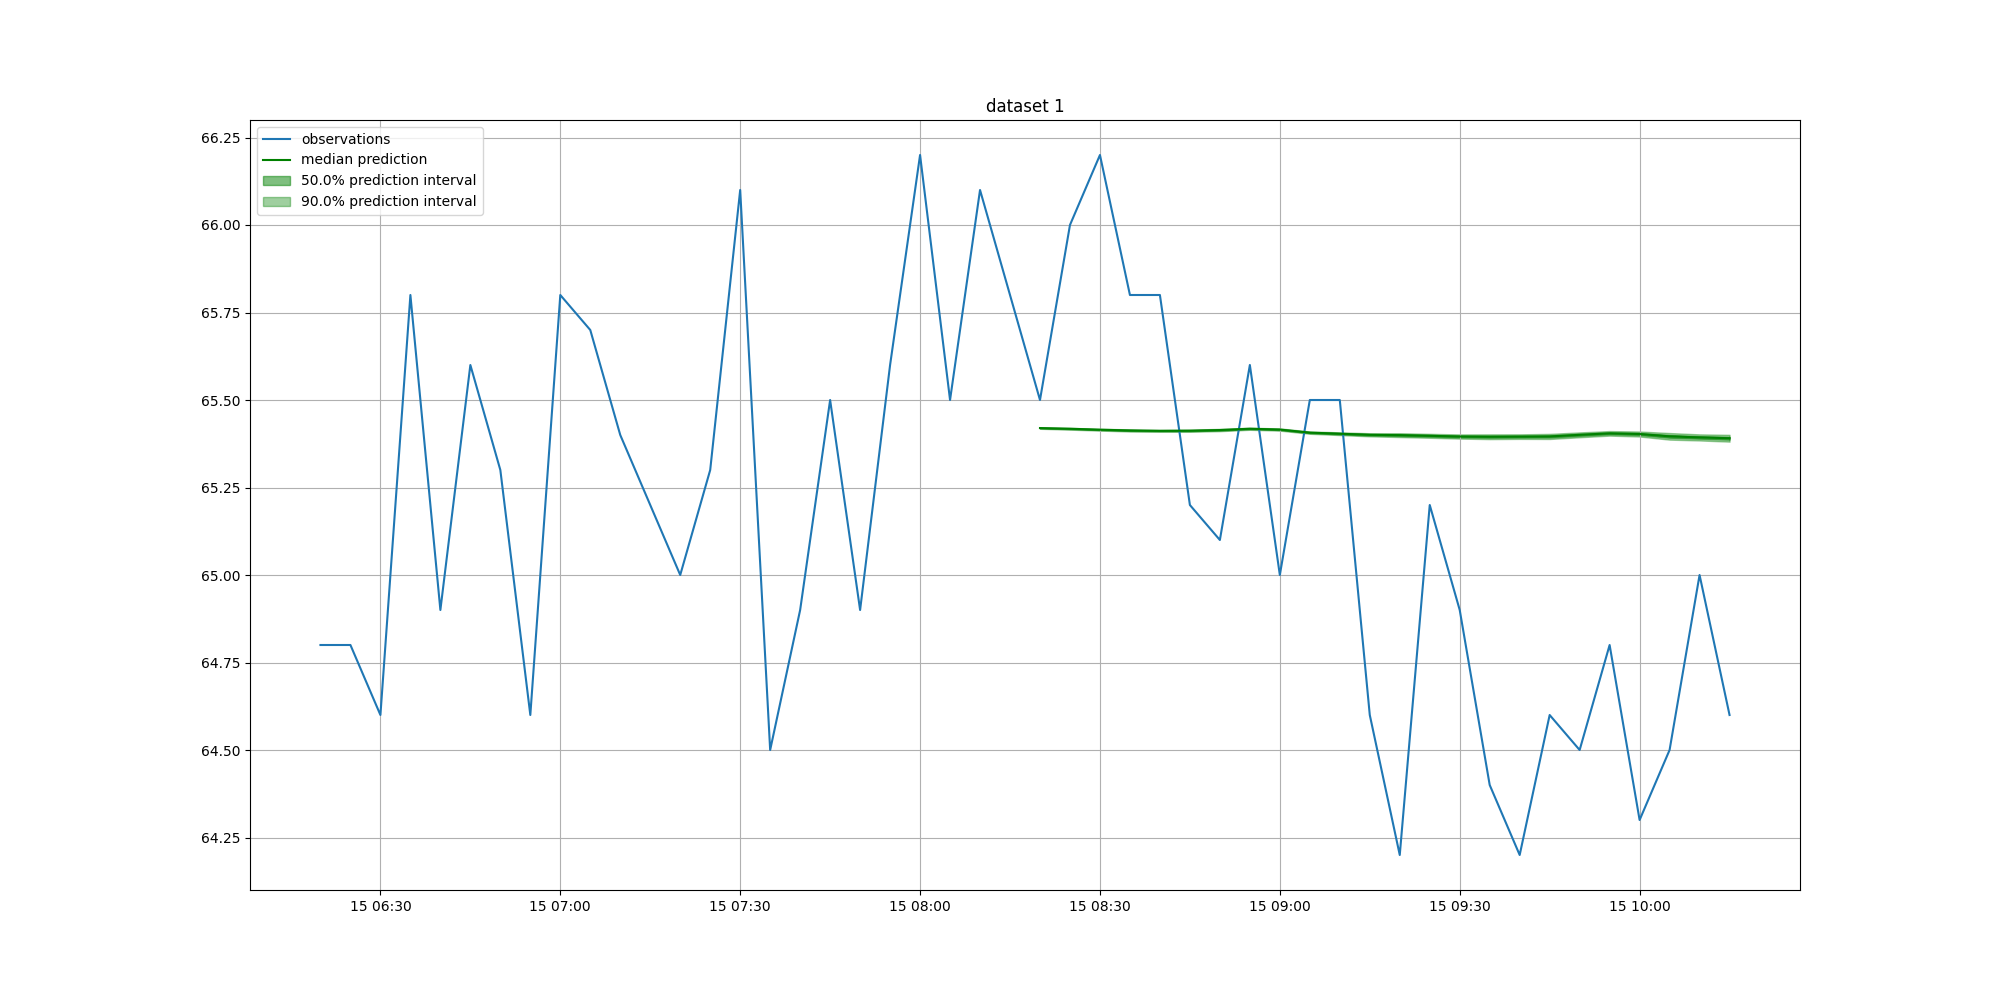 dataset 1
observations
median prediction
50.0% prediction interval
90.0% prediction interval
66.25
66.00
65.75
65.50
65.25
65.00
64.75
64.50
64.25
15 06:30 15 07:00 15 07:30 15 08:00 15 08:30 15 09:00 15 09:30 15 10:00